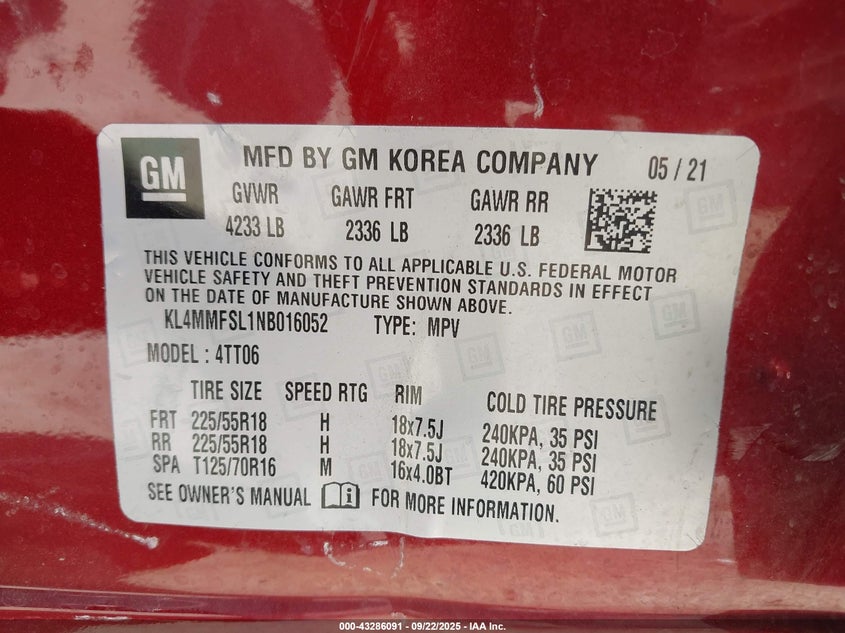 GM MFD BY GM KOREA COMPANY 05 / 21
GVWR GAWR FRT GAWR RR
4233 LB 2336 LB 2336 LB
THIS VEHICLE CONFORMS TO ALL APPLICABLE U.S. FEDERAL MOTOR
VEHICLE SAFETY AND THEFT PREVENTION STANDARDS IN EFFECT
ON THE DATE OF MANUFACTURE SHOWN ABOVE.
KL4MMFSL1NB016052 TYPE: MPV
MODEL : 4TT06
TIRE SIZE SPEED RTG RIM COLD TIRE PRESSURE
FRT 225/55R18 H 18x7.5J 240KPA, 35 PSI
RR 225/55R18 H 18x7.5J 240KPA, 35 PSI
SPA T125/70R16 M 16x4.0BT 420KPA, 60 PSI
SEE OWNER'S MANUAL FOR MORE INFORMATION.
000-43286091 - 09/22/2025 - IAA Inc.